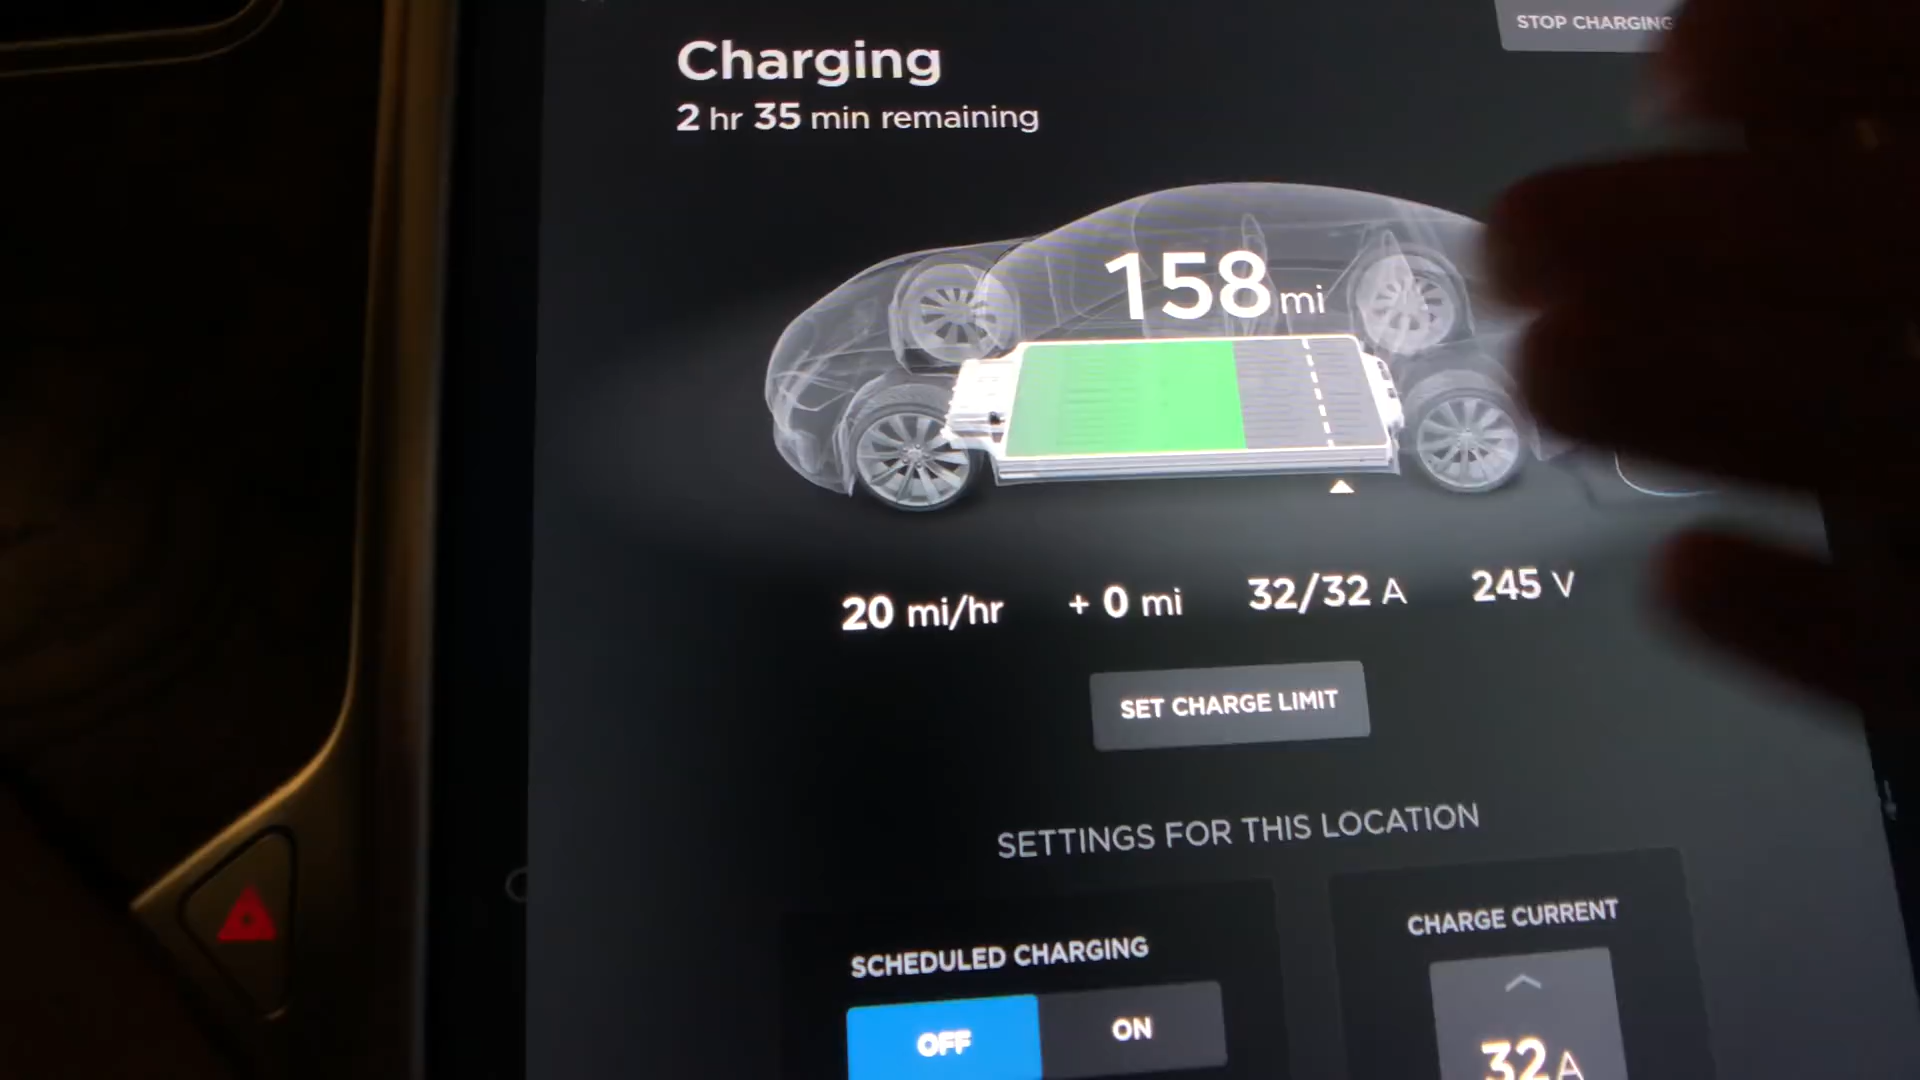 STOP CHARGING
Charging
2 hr 35 min remaining
158 mi
20 mi/hr + 0 mi 32/32 A 245 V
SET CHARGE LIMIT
SETTINGS FOR THIS LOCATION
SCHEDULED CHARGING
OFF ON
CHARGE CURRENT
32 A